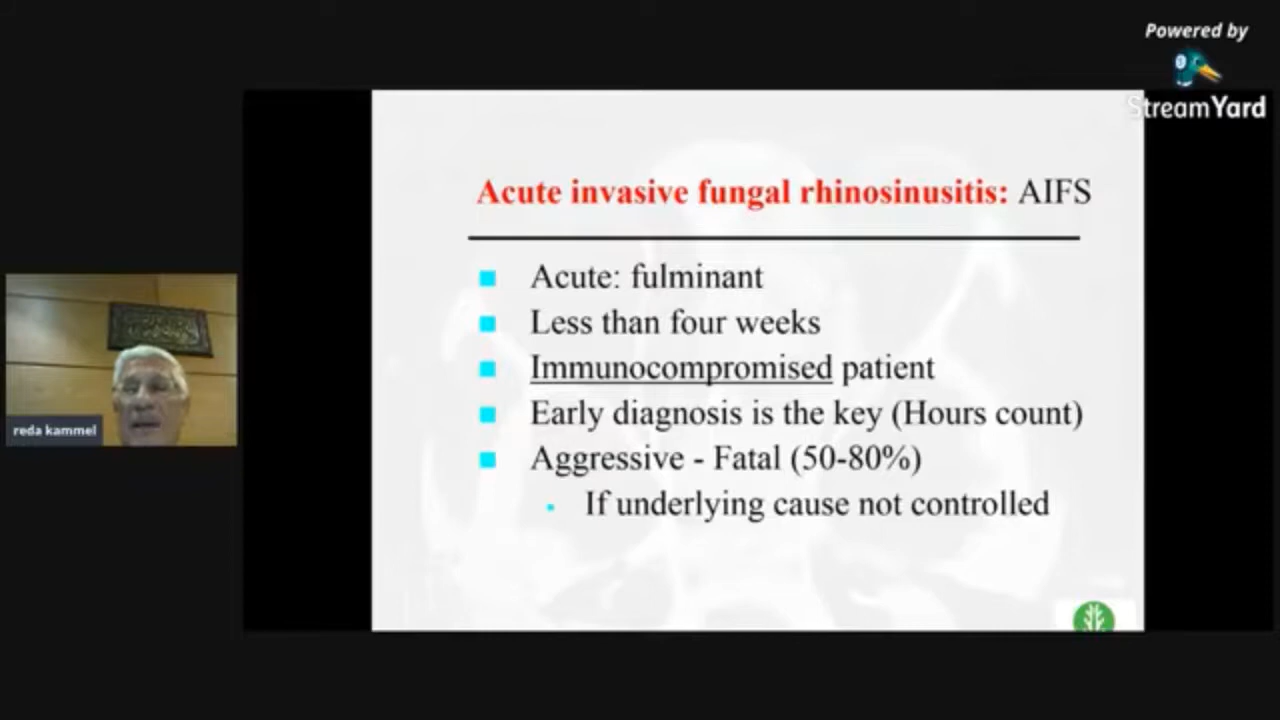 Powered by
StreamYard
Acute invasive fungal rhinosinusitis: AIFS
Acute: fulminant
Less than four weeks
Immunocompromised patient
Early diagnosis is the key (Hours count)
Aggressive - Fatal (50-80%)
If underlying cause not controlled
reda kammel